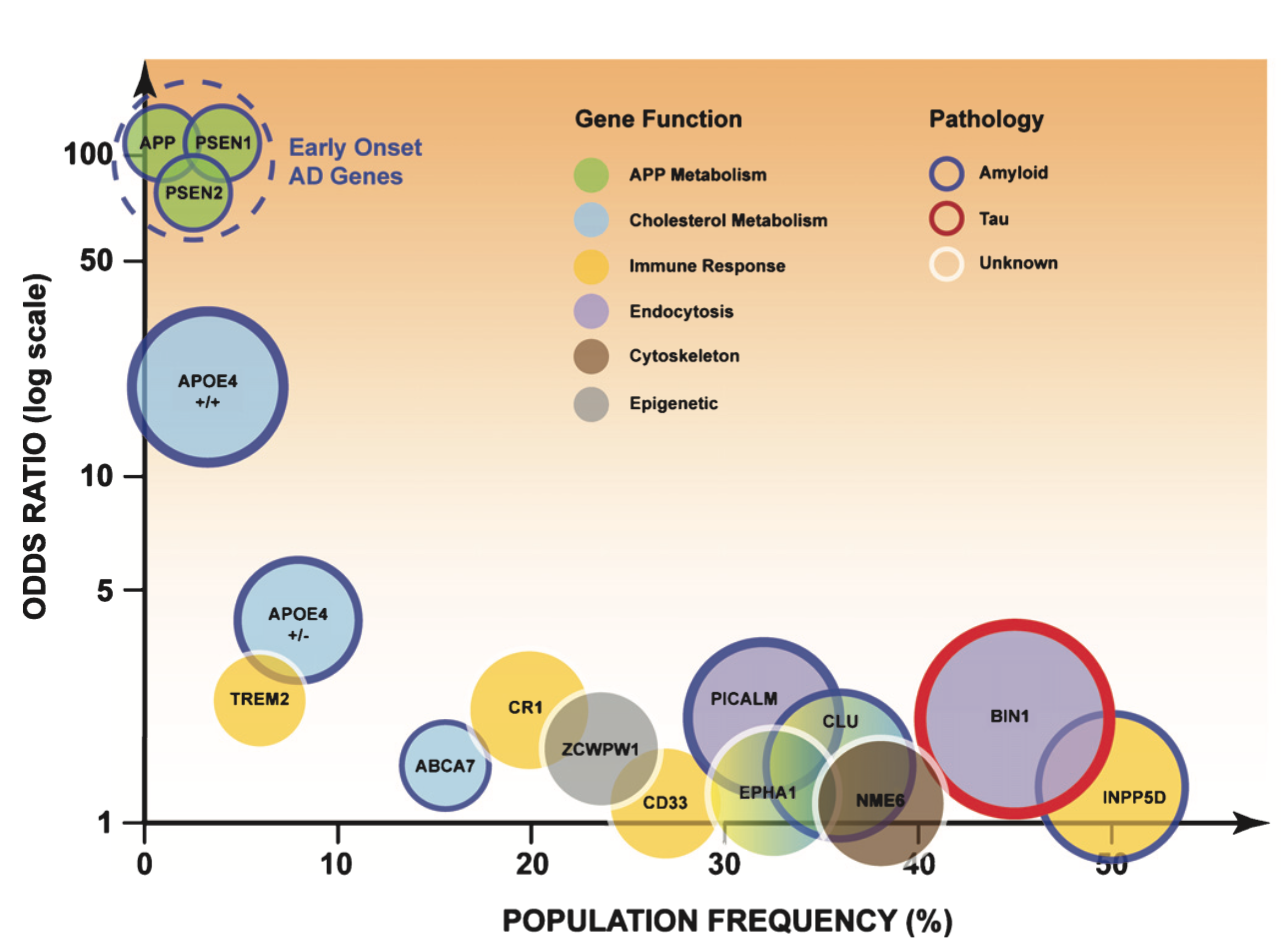 APP
PSEN1
PSEN2
Early Onset
AD Genes
Gene Function
APP Metabolism
Cholesterol Metabolism
Immune Response
Endocytosis
Cytoskeleton
Epigenetic
Pathology
Amyloid
Tau
Unknown
ODDS RATIO (log scale)
100
50
10
5
1
APOE4
+/+
APOE4
+/-
TREM2
ABCA7
CR1
ZCWPW1
CD33
PICALM
CLU
EPHA1
NME6
BIN1
INPP5D
0
10
20
30
40
50
POPULATION FREQUENCY (%)